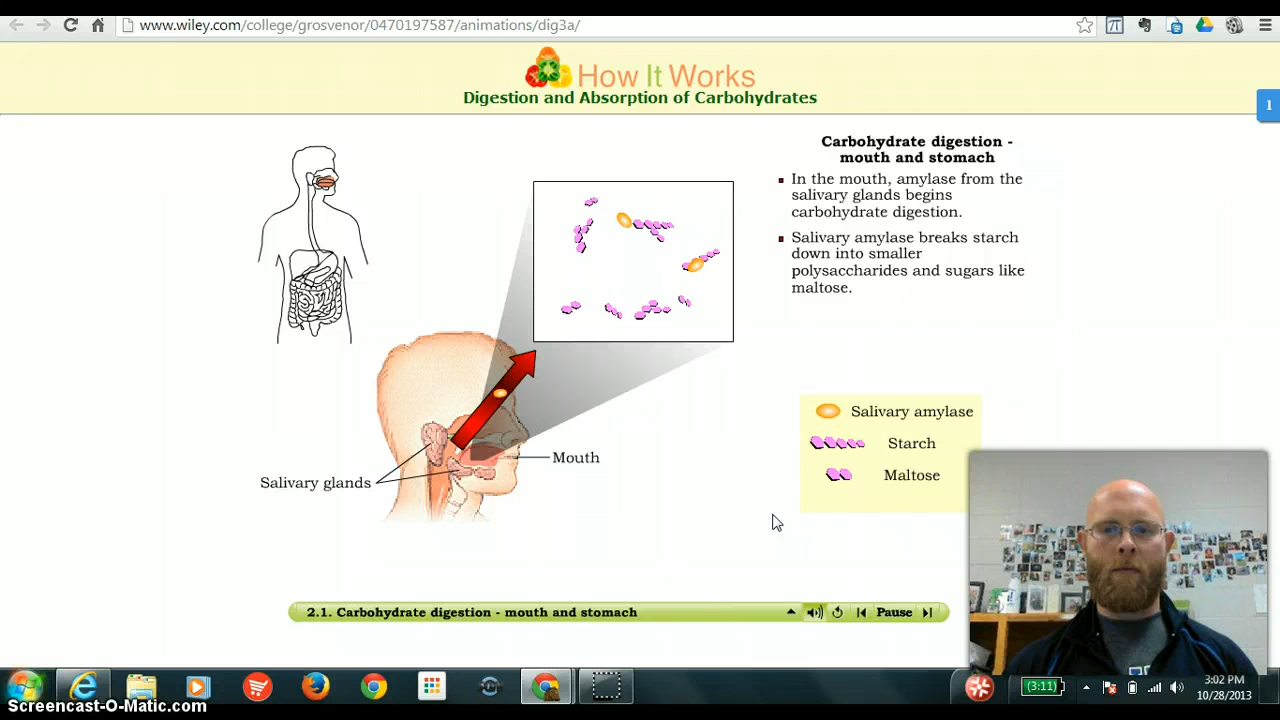 www.wiley.com/college/grosvenor/0470197587/animations/dig3a/
How It Works
Digestion and Absorption of Carbohydrates
1
Carbohydrate digestion -
mouth and stomach
In the mouth, amylase from the
salivary glands begins
carbohydrate digestion.
Salivary amylase breaks starch
down into smaller
polysaccharides and sugars like
maltose.
Salivary amylase
Starch
Maltose
Mouth
Salivary glands
2.1. Carbohydrate digestion - mouth and stomach
Pause
(3:11)
3:02 PM
10/28/2013
Screencast-O-Matic.com